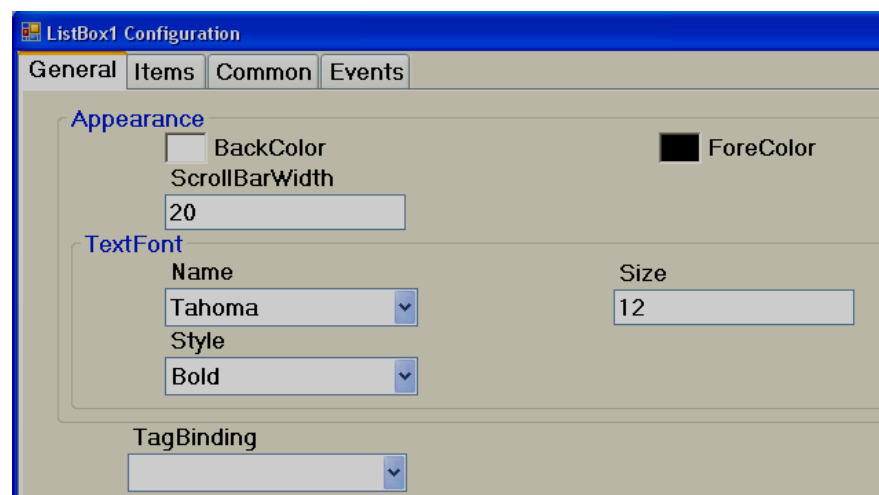 ListBox1 Configuration
General Items Common Events
Appearance
BackColor ForeColor
ScrollBarWidth
20
TextFont
Name Size
Tahoma 12
Style
Bold
TagBinding